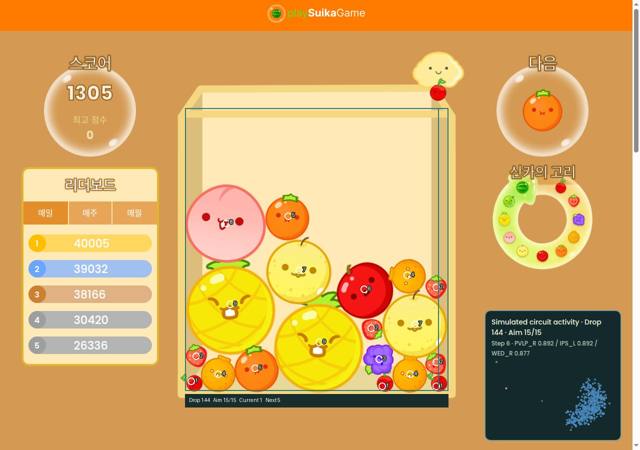 playSuikaGame
스코어
1305
최고 점수
0
리더보드
매일
매주
매월
1 40005
2 39032
3 38166
4 30420
5 26336
다음
산카의 고리
Simulated circuit activity · Drop
144 · Aim 15/15
Step 6 · PVLP_R 0.892 / IPS_L 0.892 /
WED_R 0.877
Drop 144 Aim 15/15 Current 1 Next 5